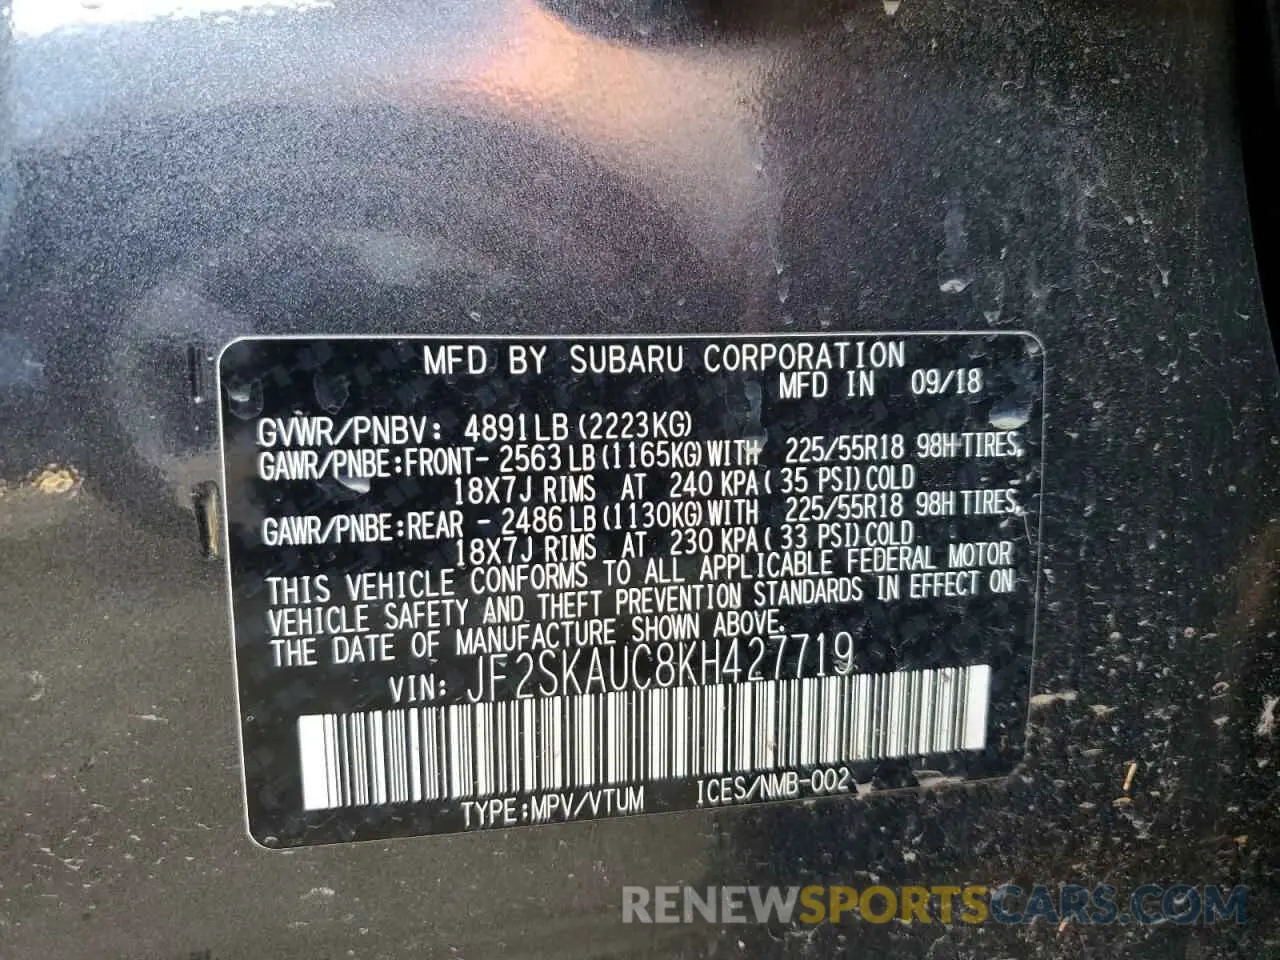 MFD BY SUBARU CORPORATION
MFD IN 09/18
GVWR/PNBV: 4891LB (2223KG)
GAWR/PNBE:FRONT- 2563 LB (1165KG) WITH 225/55R18 98H TIRES,
18X7J RIMS AT 240 KPA ( 35 PSI) COLD
GAWR/PNBE:REAR - 2486 LB (1130KG) WITH 225/55R18 98H TIRES,
18X7J RIMS AT 230 KPA ( 33 PSI) COLD
THIS VEHICLE CONFORMS TO ALL APPLICABLE FEDERAL MOTOR
VEHICLE SAFETY AND THEFT PREVENTION STANDARDS IN EFFECT ON
THE DATE OF MANUFACTURE SHOWN ABOVE.
VIN: JF2SKAUC8KH427719
TYPE:MPV/VTUM ICES/NMB-002
RENEWSPORTSCARS.COM